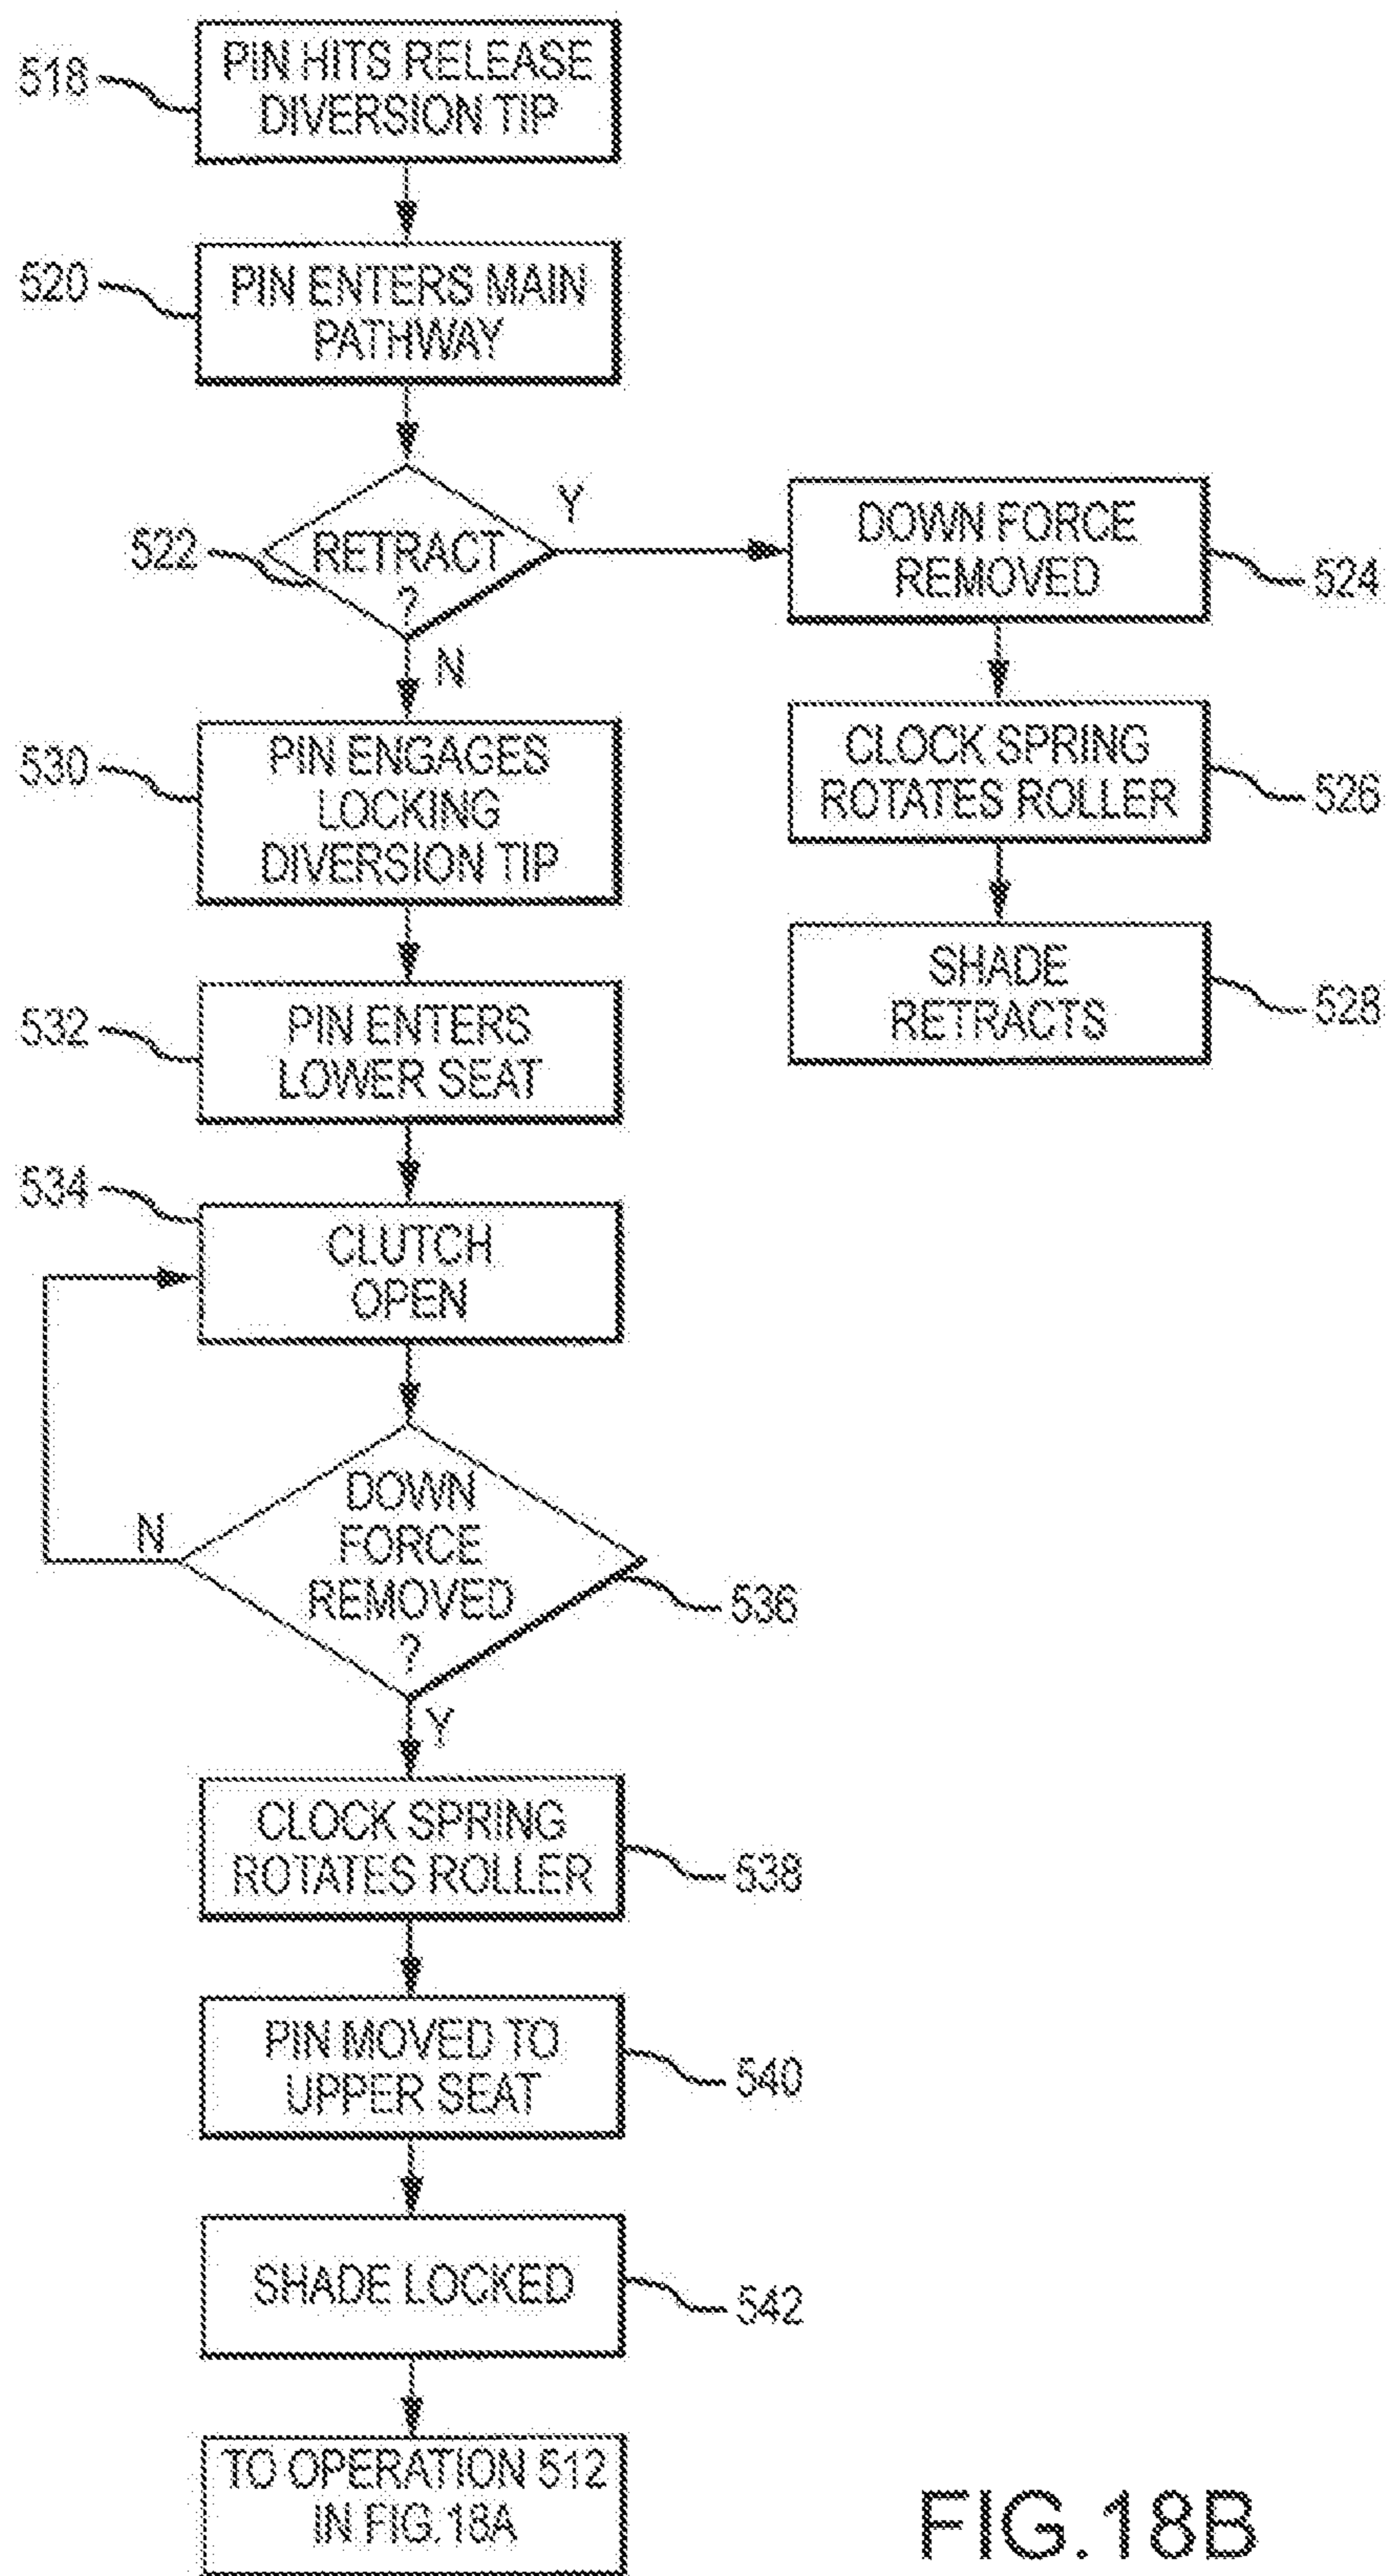 518
PIN HITS RELEASE
DIVERSION TIP
520
PIN ENTERS MAIN
PATHWAY
522
RETRACT
?
Y
N
DOWN FORCE
REMOVED
524
CLOCK SPRING
ROTATES ROLLER
526
SHADE
RETRACTS
528
530
PIN ENGAGES
LOCKING
DIVERSION TIP
532
PIN ENTERS
LOWER SEAT
534
CLUTCH
OPEN
DOWN
FORCE
REMOVED
?
N
536
Y
CLOCK SPRING
ROTATES ROLLER
538
PIN MOVED TO
UPPER SEAT
540
SHADE LOCKED
542
TO OPERATION 512
IN FIG.18A
FIG.18B